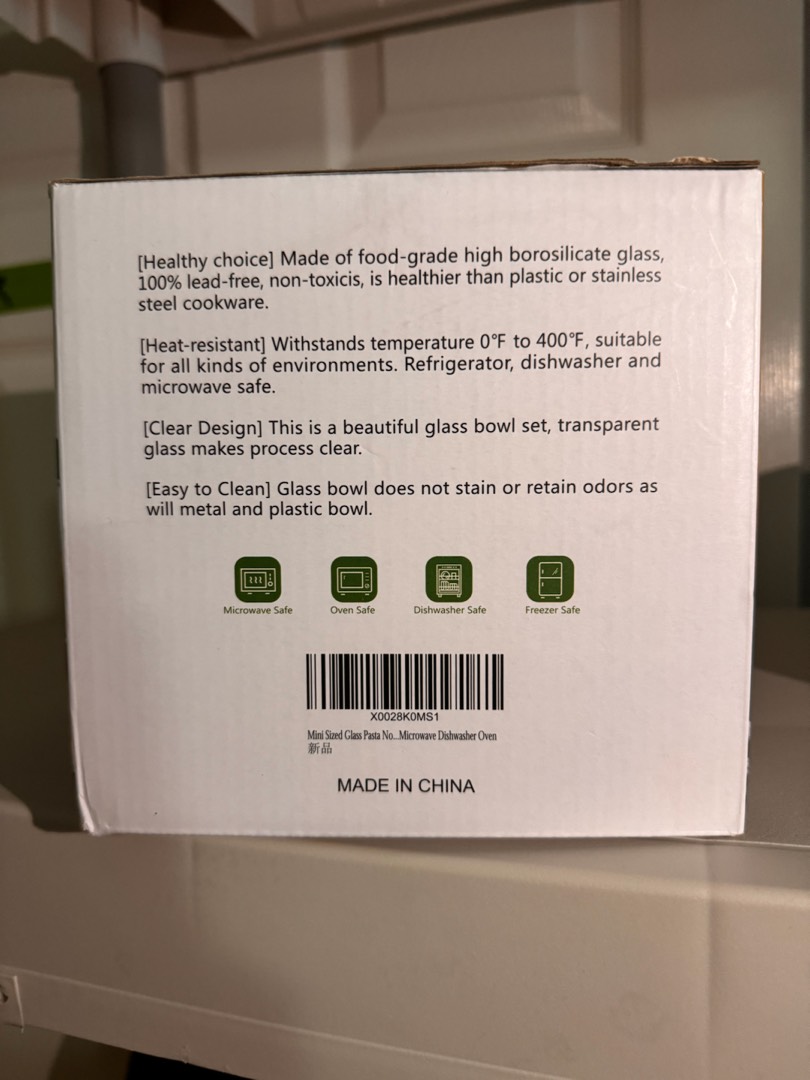 [Healthy choice] Made of food-grade high borosilicate glass,
100% lead-free, non-toxicis, is healthier than plastic or stainless
steel cookware.
[Heat-resistant] Withstands temperature 0°F to 400°F, suitable
for all kinds of environments. Refrigerator, dishwasher and
microwave safe.
[Clear Design] This is a beautiful glass bowl set, transparent
glass makes process clear.
[Easy to Clean] Glass bowl does not stain or retain odors as
will metal and plastic bowl.
Microwave Safe
Oven Safe
Dishwasher Safe
Freezer Safe
X0028K0MS1
Mini Sized Glass Pasta No...Microwave Dishwasher Oven
新品
MADE IN CHINA